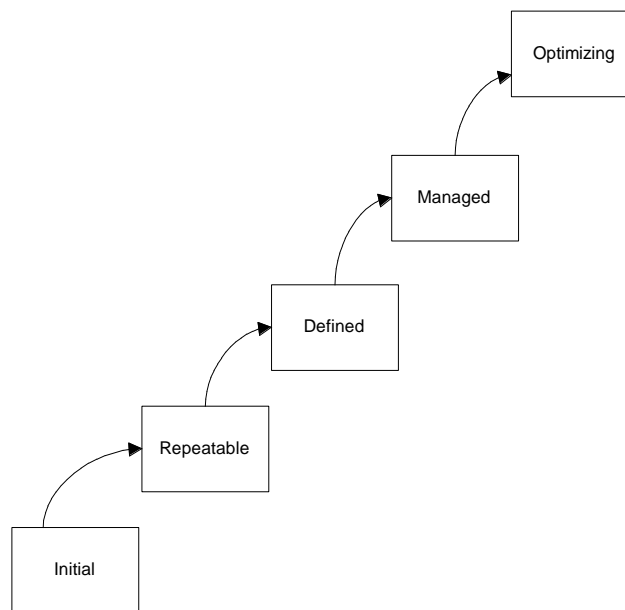 Optimizing
Managed
Defined
Repeatable
Initial